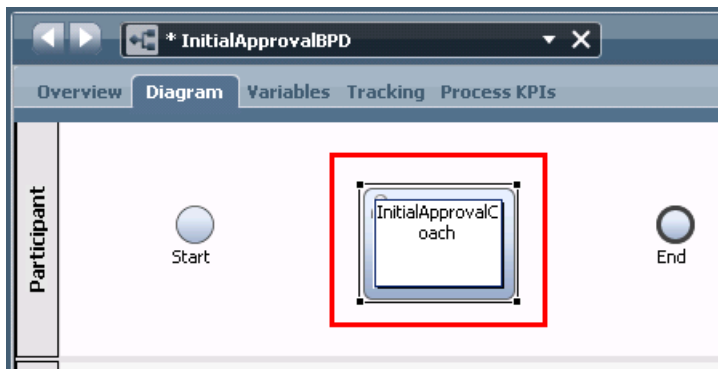 * InitialApprovalBPD
Overview Diagram Variables Tracking Process KPIs
Participant
Start
InitialApprovalC
oach
End